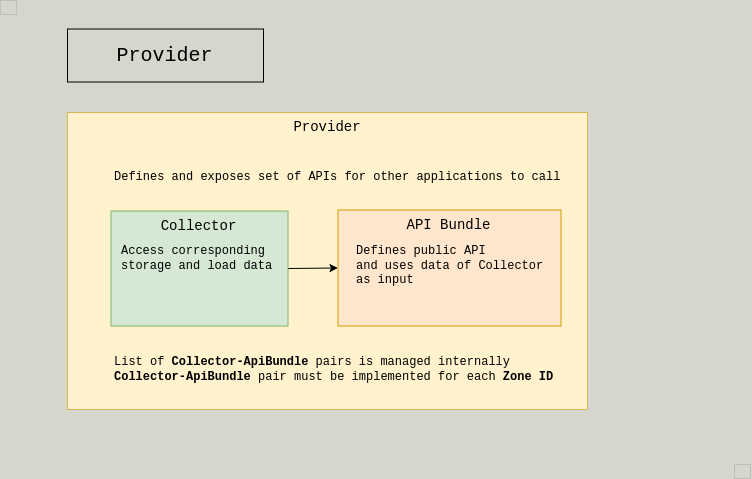 Provider
Provider
Defines and exposes set of APIs for other applications to call
Collector
Access corresponding
storage and load data
API Bundle
Defines public API
and uses data of Collector
as input
List of Collector-ApiBundle pairs is managed internally
Collector-ApiBundle pair must be implemented for each Zone ID